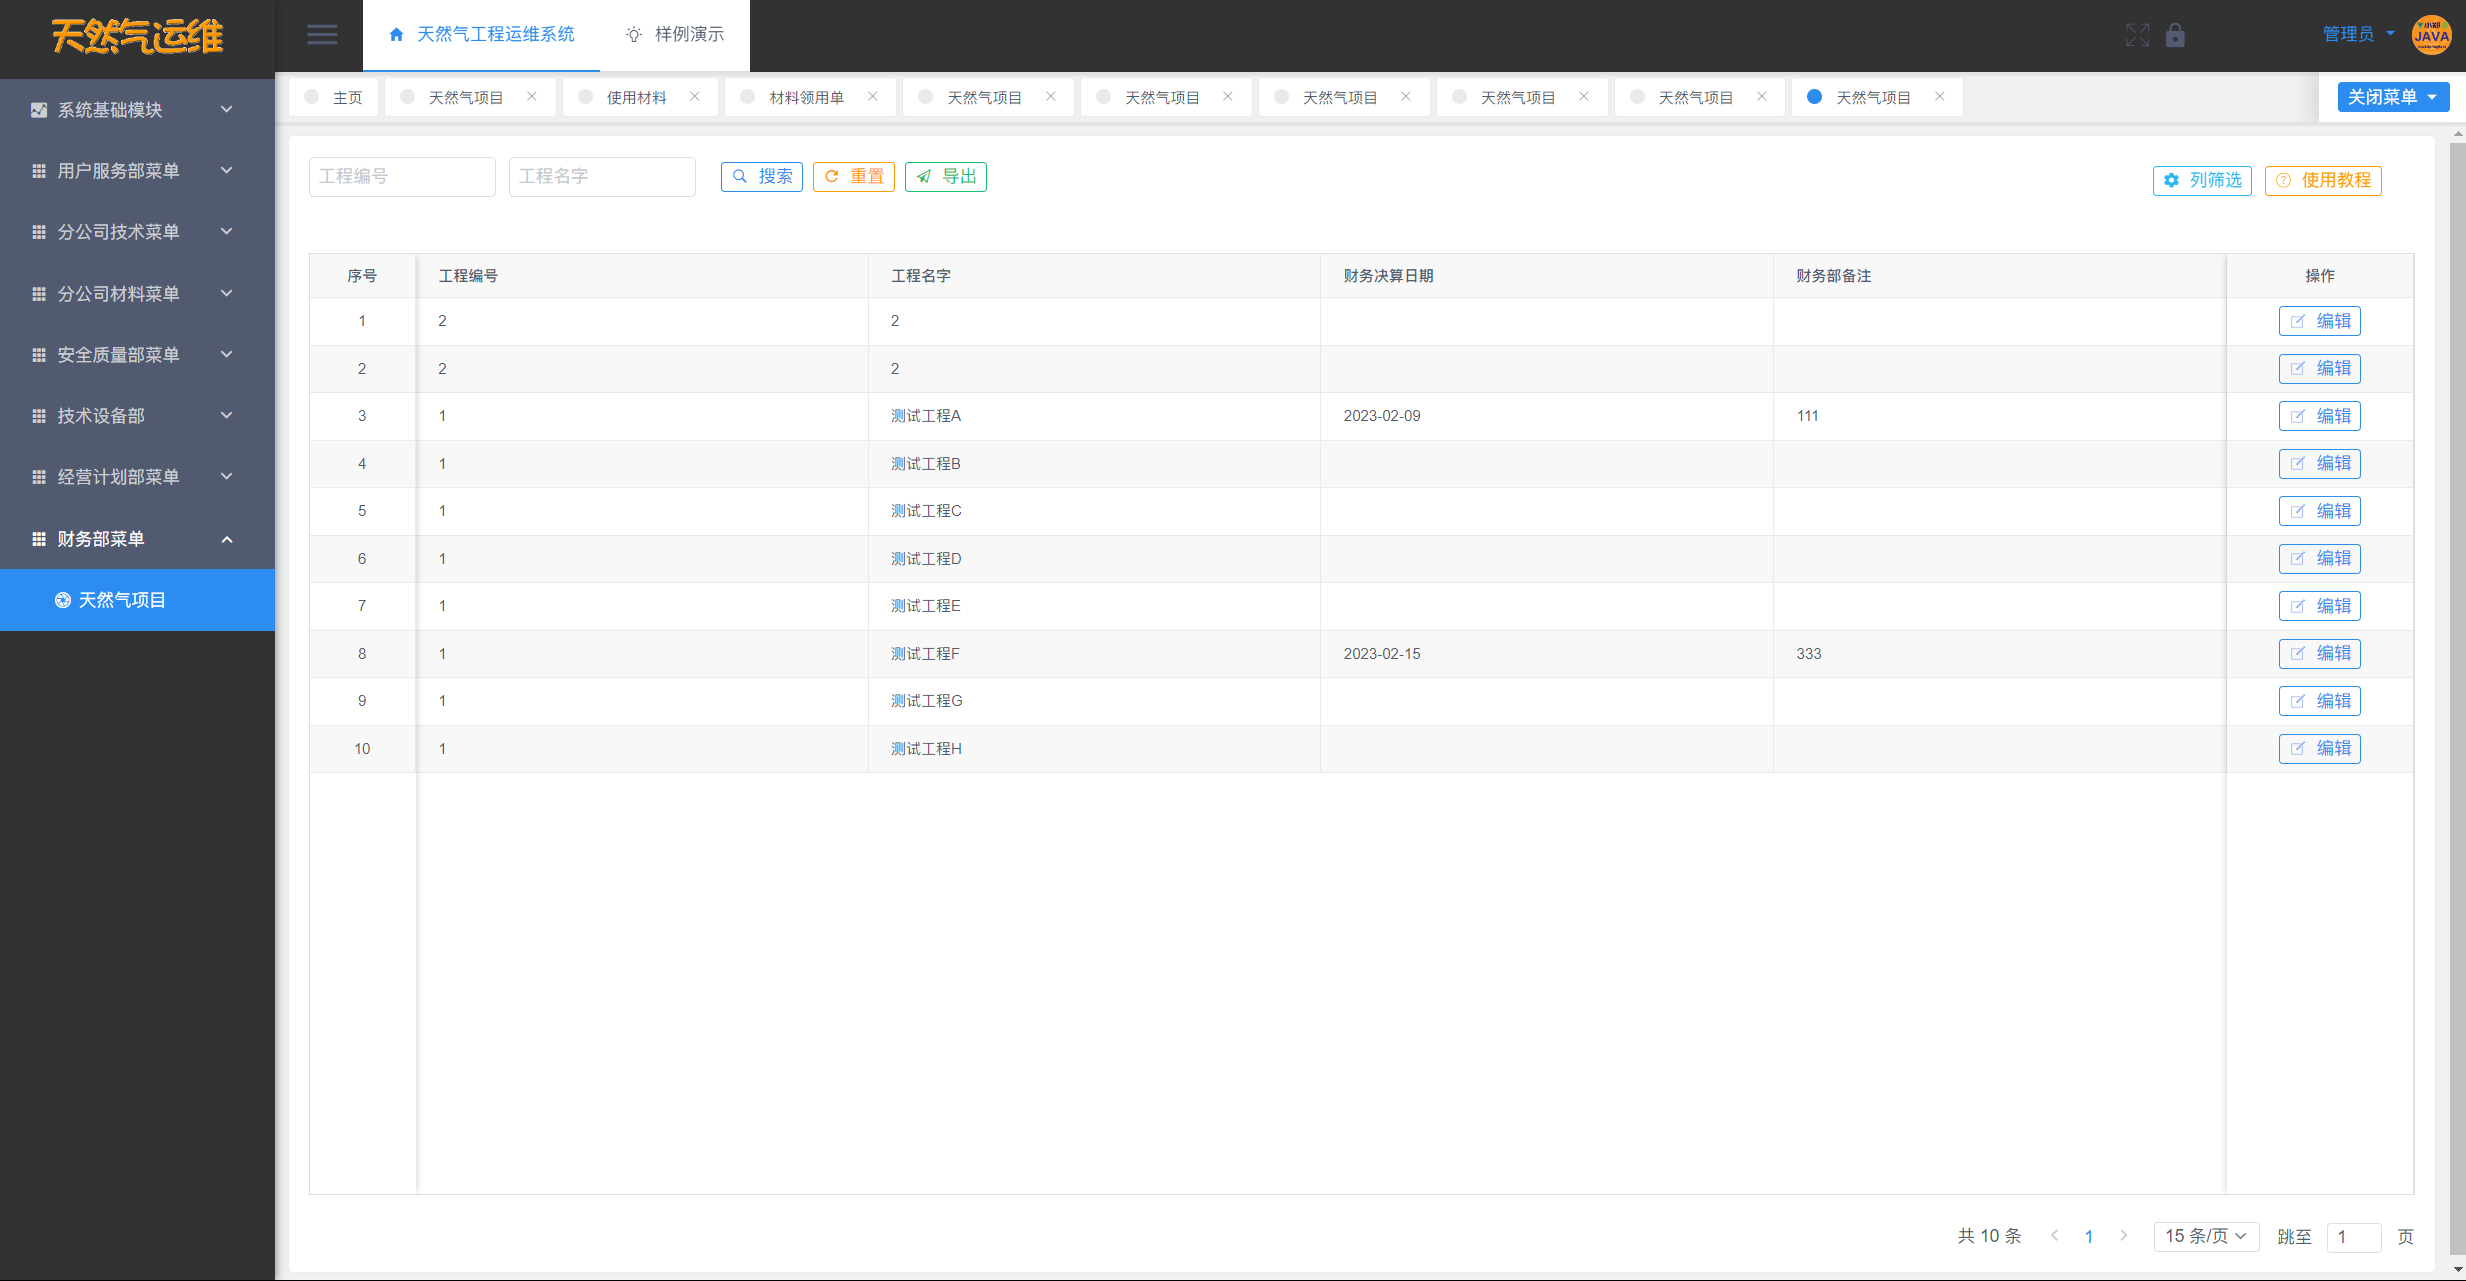 天然气运维
天然气工程运维系统
样例演示
管理员
JAVA
系统基础模块
用户服务部菜单
分公司技术菜单
分公司材料菜单
安全质量部菜单
技术设备部
经营计划部菜单
财务部菜单
天然气项目
主页 天然气项目 使用材料 材料领用单 天然气项目 天然气项目 天然气项目 天然气项目 天然气项目 天然气项目
关闭菜单
工程编号 工程名字 搜索 重置 导出 列筛选 使用教程
序号 工程编号 工程名字 财务决算日期 财务部备注 操作
1 2 2 编辑
2 2 2 编辑
3 1 测试工程A 2023-02-09 111 编辑
4 1 测试工程B 编辑
5 1 测试工程C 编辑
6 1 测试工程D 编辑
7 1 测试工程E 编辑
8 1 测试工程F 2023-02-15 333 编辑
9 1 测试工程G 编辑
10 1 测试工程H 编辑
共 10 条 1 15 条/页 跳至 1 页